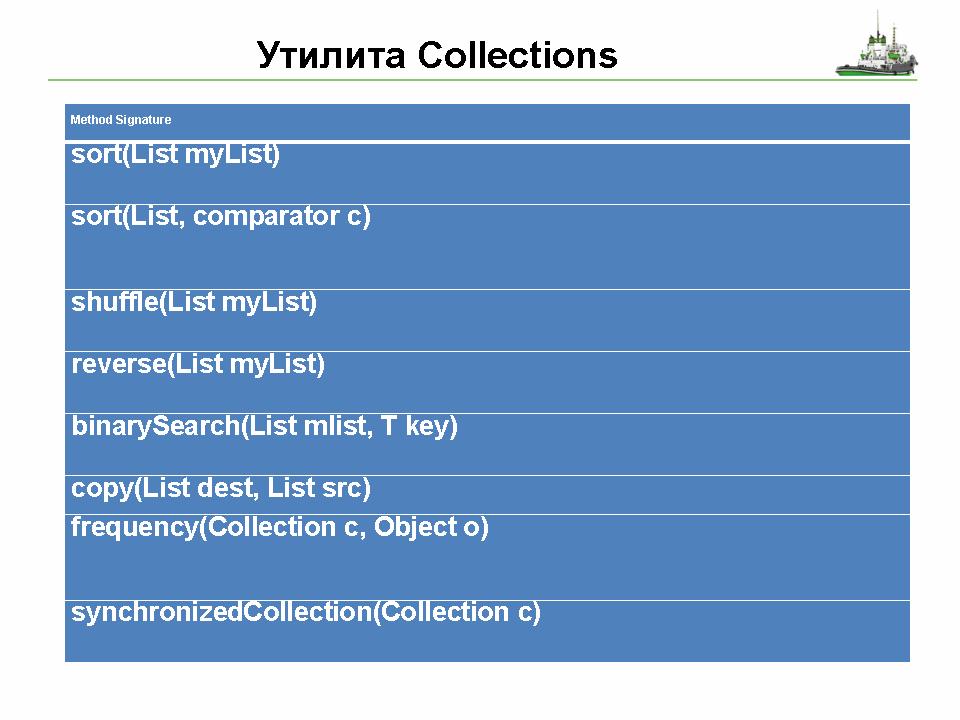 Утилита Collections
Method Signature
sort(List myList)
sort(List, comparator c)
shuffle(List myList)
reverse(List myList)
binarySearch(List mlist, T key)
copy(List dest, List src)
frequency(Collection c, Object o)
synchronizedCollection(Collection c)